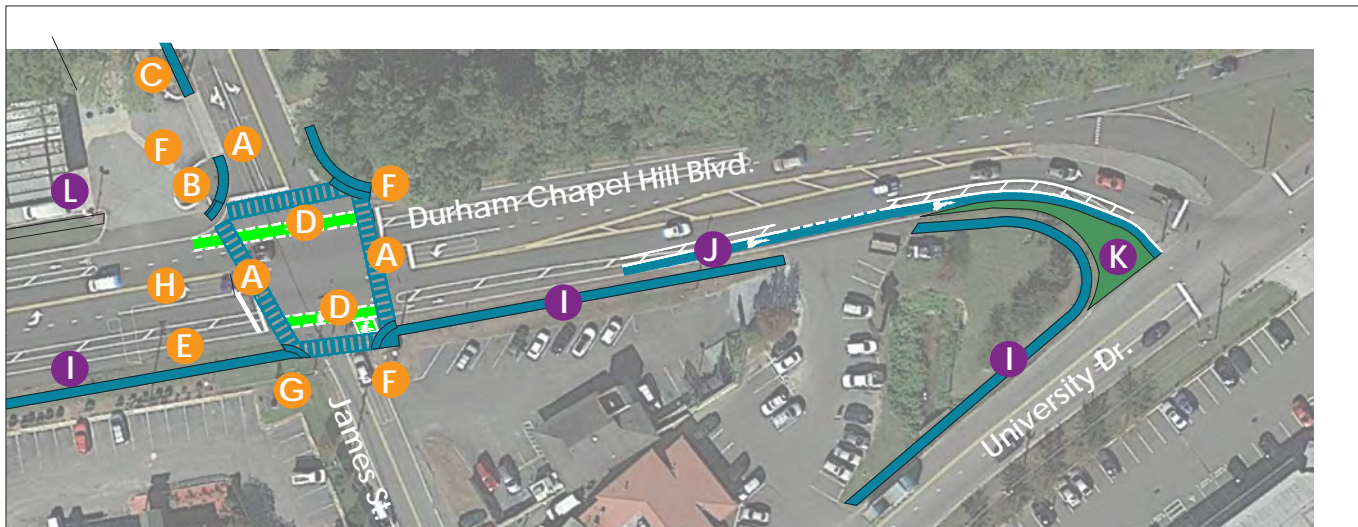 C
A
F
B
F
L
Durham Chapel Hill Blvd.
D
A
J
K
A
H
D
I
E
I
I
G
F
James St.
University Dr.